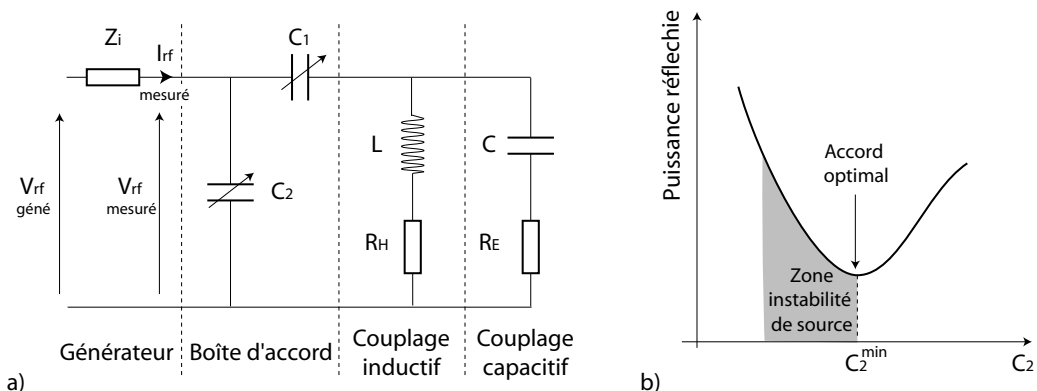 Zi
Irf
mesuré
C1
Vrf
géné
Vrf
mesuré
C2
L
RH
C
RE
Générateur
Boîte d'accord
Couplage
inductif
Couplage
capacitif
a)
Puissance réflechie
Accord
optimal
Zone
instabilité
de source
C2min
C2
b)